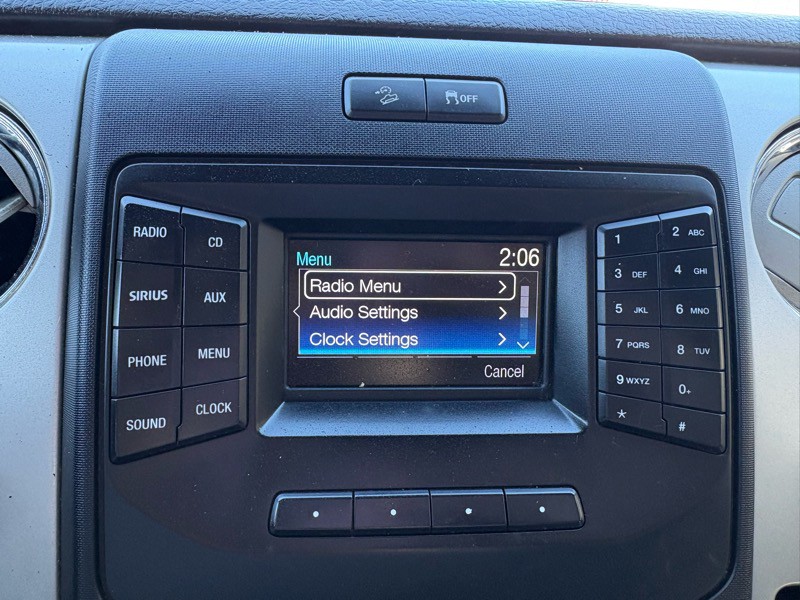 OFF
RADIO
CD
SIRIUS
AUX
PHONE
MENU
SOUND
CLOCK
Menu 2:06
Radio Menu >
Audio Settings >
Clock Settings >
Cancel
1
2 ABC
3 DEF
4 GHI
5 JKL
6 MNO
7 PQRS
8 TUV
9 WXYZ
0+
*
#